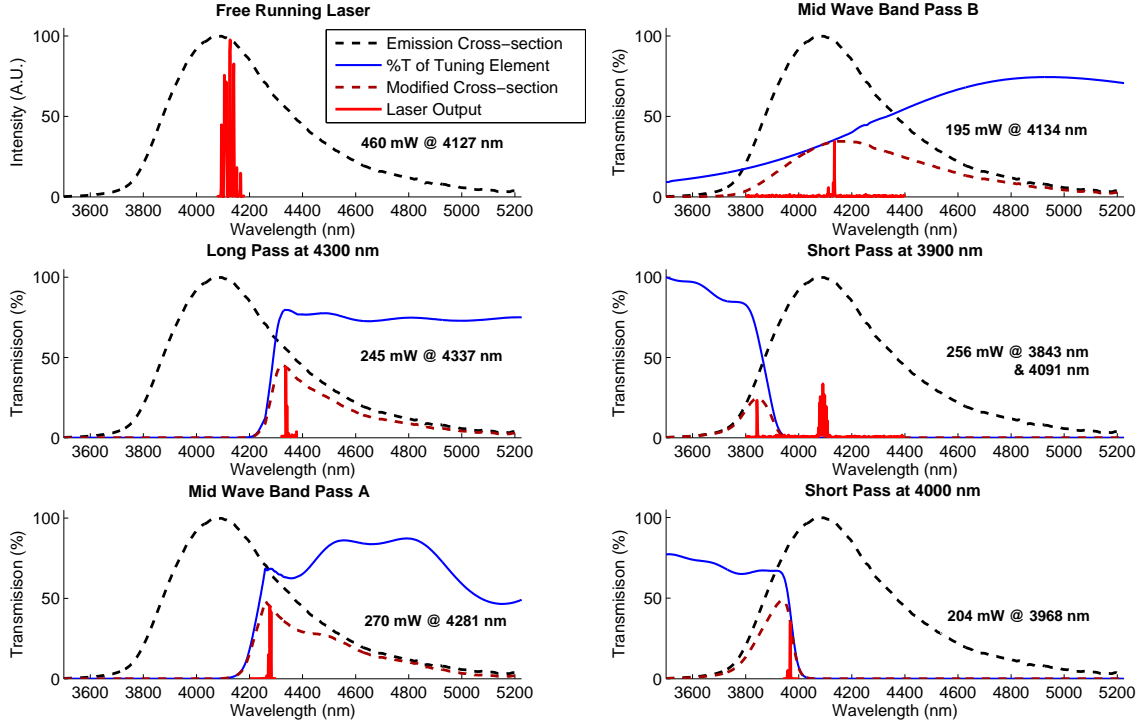 Free Running Laser
Intensity (A.U.)
100
50
0
3600 3800 4000 4200 4400 4600 4800 5000 5200
Wavelength (nm)
Emission Cross-section
%T of Tuning Element
Modified Cross-section
Laser Output
460 mW @ 4127 nm
Mid Wave Band Pass B
Transmisison (%)
100
50
0
3600 3800 4000 4200 4400 4600 4800 5000 5200
Wavelength (nm)
195 mW @ 4134 nm
Long Pass at 4300 nm
Transmisison (%)
100
50
0
3600 3800 4000 4200 4400 4600 4800 5000 5200
Wavelength (nm)
245 mW @ 4337 nm
Short Pass at 3900 nm
Transmisison (%)
100
50
0
3600 3800 4000 4200 4400 4600 4800 5000 5200
Wavelength (nm)
256 mW @ 3843 nm
& 4091 nm
Mid Wave Band Pass A
Transmisison (%)
100
50
0
3600 3800 4000 4200 4400 4600 4800 5000 5200
Wavelength (nm)
270 mW @ 4281 nm
Short Pass at 4000 nm
Transmisison (%)
100
50
0
3600 3800 4000 4200 4400 4600 4800 5000 5200
Wavelength (nm)
204 mW @ 3968 nm